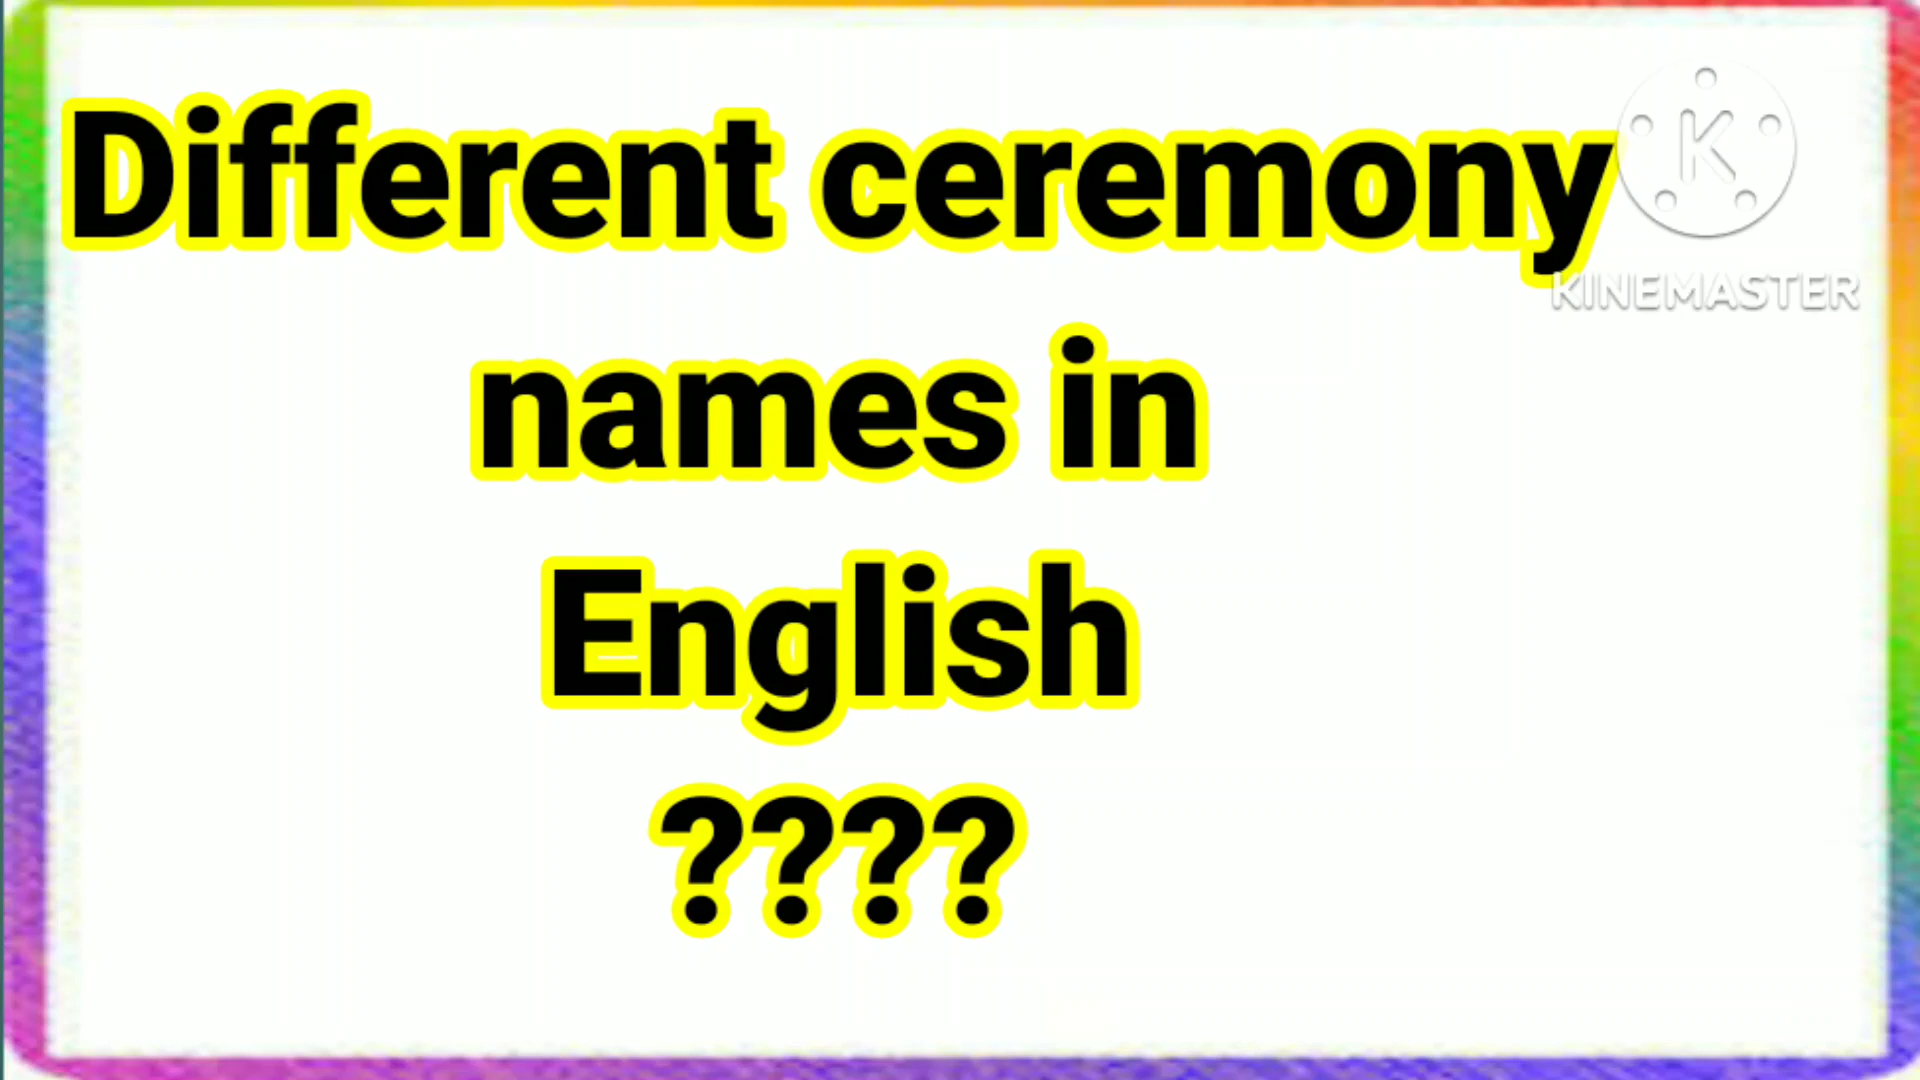 Different ceremony
K
KINEMASTER
names in
English
????